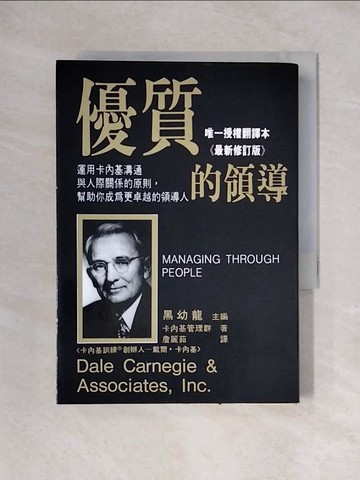 優質
唯一授權翻譯本
〈最新修訂版〉
的領導
運用卡內基溝通
與人際關係的原則，
幫助你成為更卓越的領導人
MANAGING THROUGH
PEOPLE
黑幼龍 主編
卡內基管理群 著
詹麗茹 譯
〈卡內基訓練®創辦人—戴爾・卡內基〉
Dale Carnegie &
Associates, Inc.